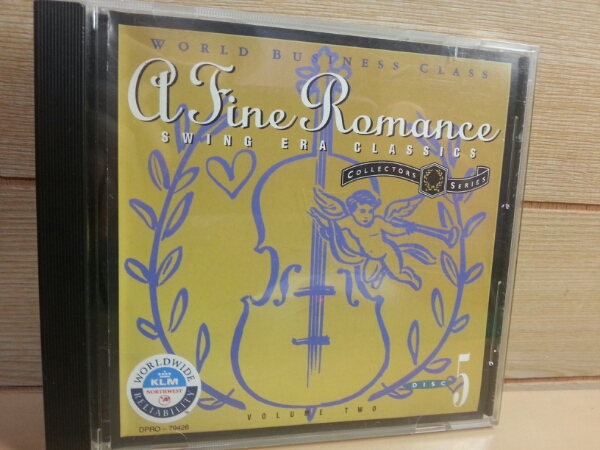 WORLD BUSINESS CLASS
A Fine Romance
SWING ERA CLASSICS
COLLECTORS SERIES
WORLDWIDE
KLM
NORTHWEST
RELIABILITY
DISC 5
VOLUME TWO
DPRO - 79426